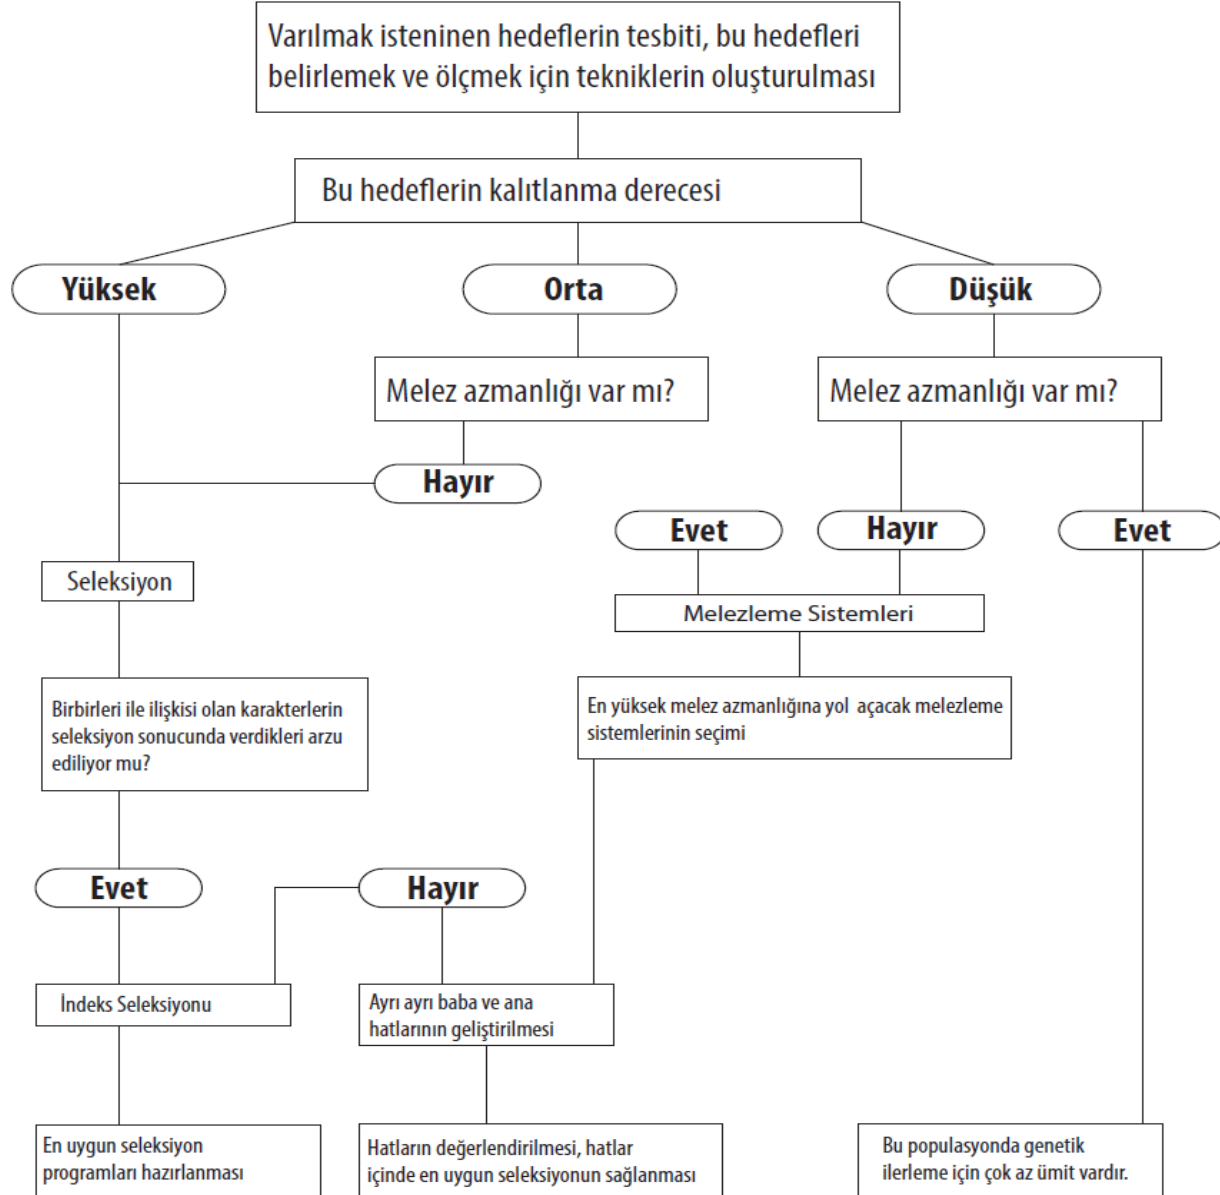 Varılmak isteninen hedeflerin tesbiti, bu hedefleri
belirlemek ve ölçmek için tekniklerin oluşturulması
Bu hedeflerin kalıtlanma derecesi
Yüksek
Orta
Düşük
Melez azmanlığı var mı?
Melez azmanlığı var mı?
Hayır
Evet
Hayır
Evet
Seleksiyon
Melezleme Sistemleri
Birbirleri ile ilişkisi olan karakterlerin
seleksiyon sonucunda verdikleri arzu
ediliyor mu?
En yüksek melez azmanlığına yol açacak melezleme
sistemlerinin seçimi
Evet
Hayır
İndeks Seleksiyonu
Ayrı ayrı baba ve ana
hatlarının geliştirilmesi
En uygun seleksiyon
programları hazırlanması
Hatların değerlendirilmesi, hatlar
içinde en uygun seleksiyonun sağlanması
Bu populasyonda genetik
ilerleme için çok az ümit vardır.